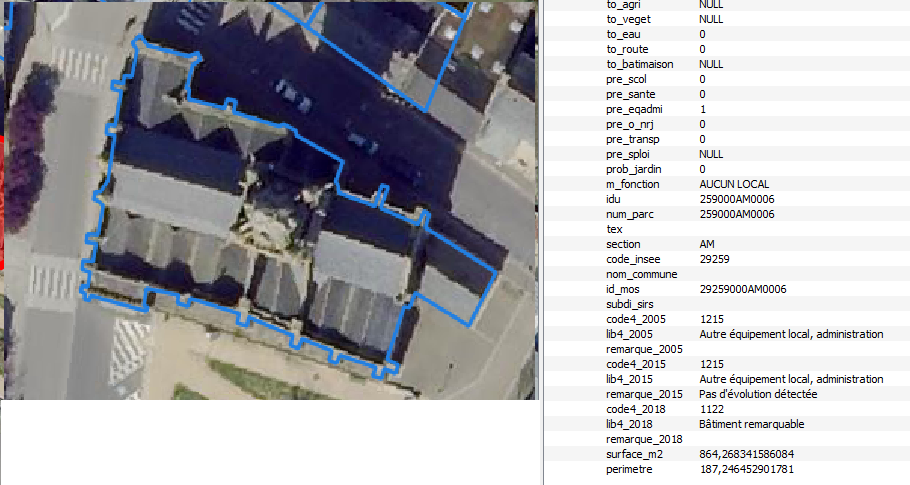 to_agri NULL
to_veget NULL
to_eau 0
to_route 0
to_batimaison NULL
pre_scol 0
pre_sante 0
pre_eqadmi 1
pre_o_nrj 0
pre_transp 0
pre_sploi NULL
prob_jardin 0
m_fonction AUCUN LOCAL
idu 259000AM0006
num_parc 259000AM0006
tex
section AM
code_insee 29259
nom_commune
id_mos 29259000AM0006
subdi_sirs
code4_2005 1215
lib4_2005 Autre équipement local, administration
remarque_2005
code4_2015 1215
lib4_2015 Autre équipement local, administration
remarque_2015 Pas d'évolution détectée
code4_2018 1122
lib4_2018 Bâtiment remarquable
remarque_2018
surface_m2 864,268341586084
perimetre 187,246452901781